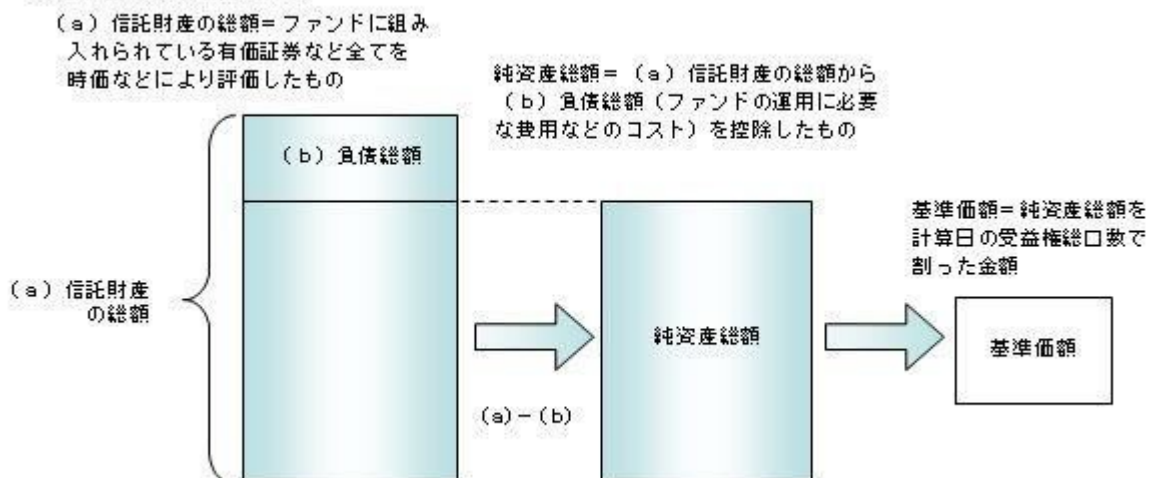 （a）信託財産の総額＝ファンドに組み
入れられている有価証券など全てを
時価などにより評価したもの
純資産総額＝（a）信託財産の総額から
（b）負債総額（ファンドの運用に必要
な費用などのコスト）を控除したもの
（b）負債総額
基準価額＝純資産総額を
計算日の受益権総口数で
割った金額
（a）信託財産
の総額
純資産総額
基準価額
(a)－(b)